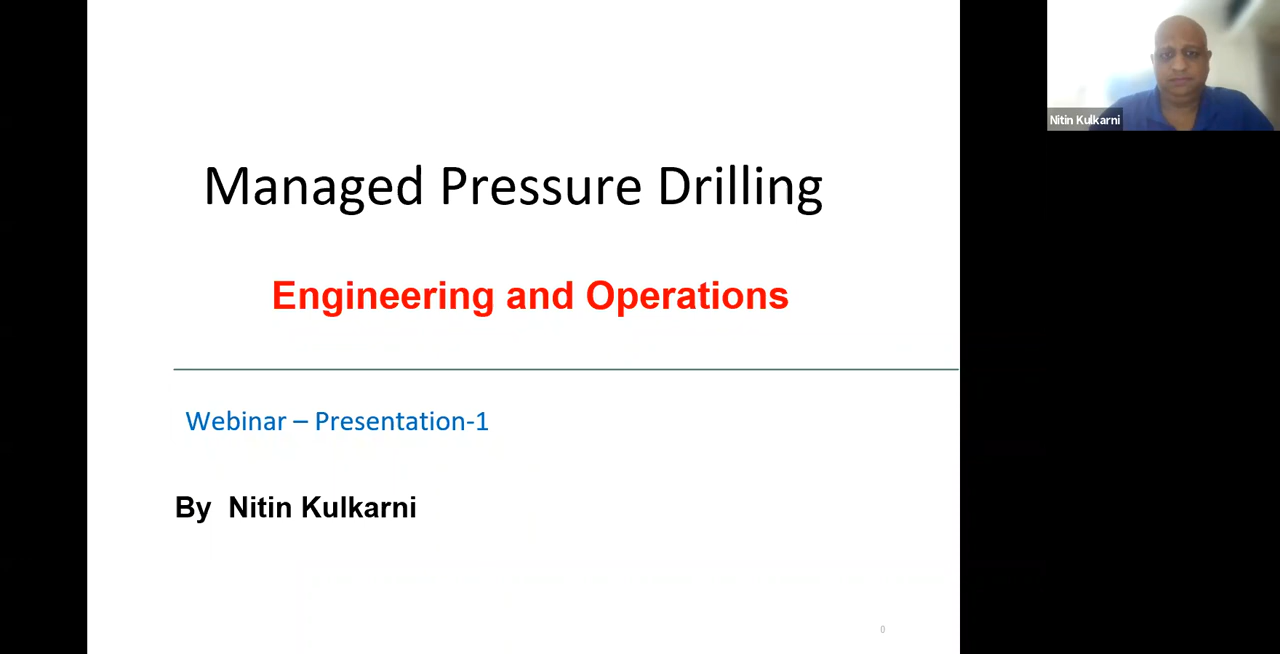 Managed Pressure Drilling
Engineering and Operations
Webinar – Presentation-1
By Nitin Kulkarni
0
Nitin Kulkarni